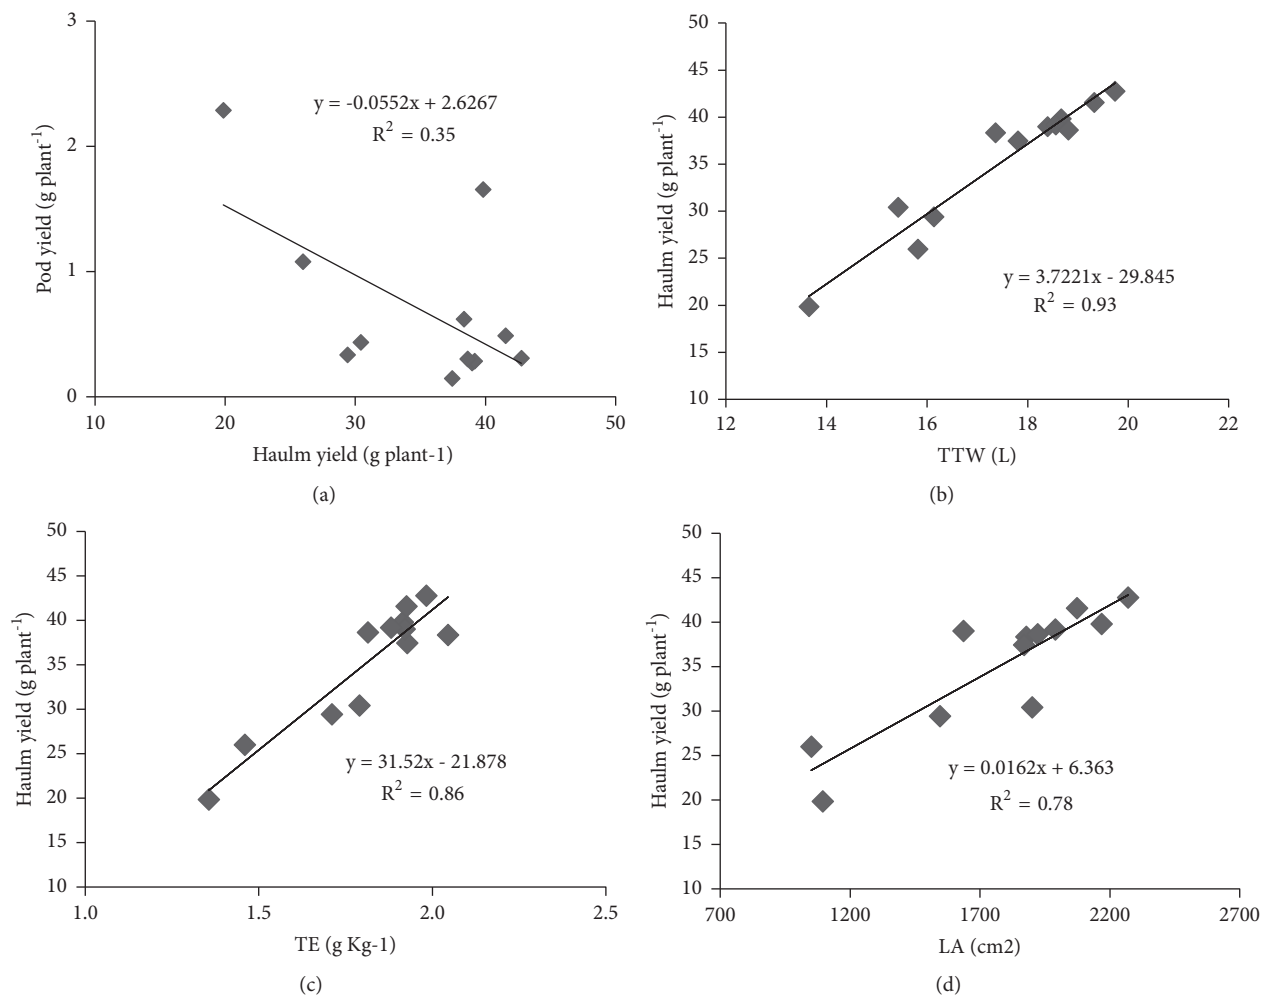 3
2
1
0
Pod yield (g plant-1)
y = -0.0552x + 2.6267
R2 = 0.35
10 20 30 40 50
Haulm yield (g plant-1)
(a)
50
45
40
35
30
25
20
15
10
Haulm yield (g plant-1)
y = 3.7221x - 29.845
R2 = 0.93
12 14 16 18 20 22
TTW (L)
(b)
50
45
40
35
30
25
20
15
10
Haulm yield (g plant-1)
y = 31.52x - 21.878
R2 = 0.86
1.0 1.5 2.0 2.5
TE (g Kg-1)
(c)
50
45
40
35
30
25
20
15
10
Haulm yield (g plant-1)
y = 0.0162x + 6.363
R2 = 0.78
700 1200 1700 2200 2700
LA (cm2)
(d)